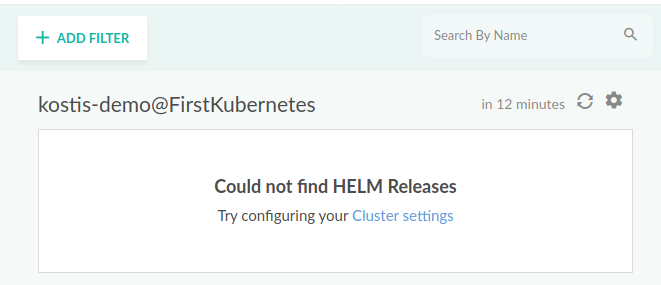 ADD FILTER
Search By Name
kostis-demo@FirstKubernetes
in 12 minutes
Could not find HELM Releases
Try configuring your Cluster settings